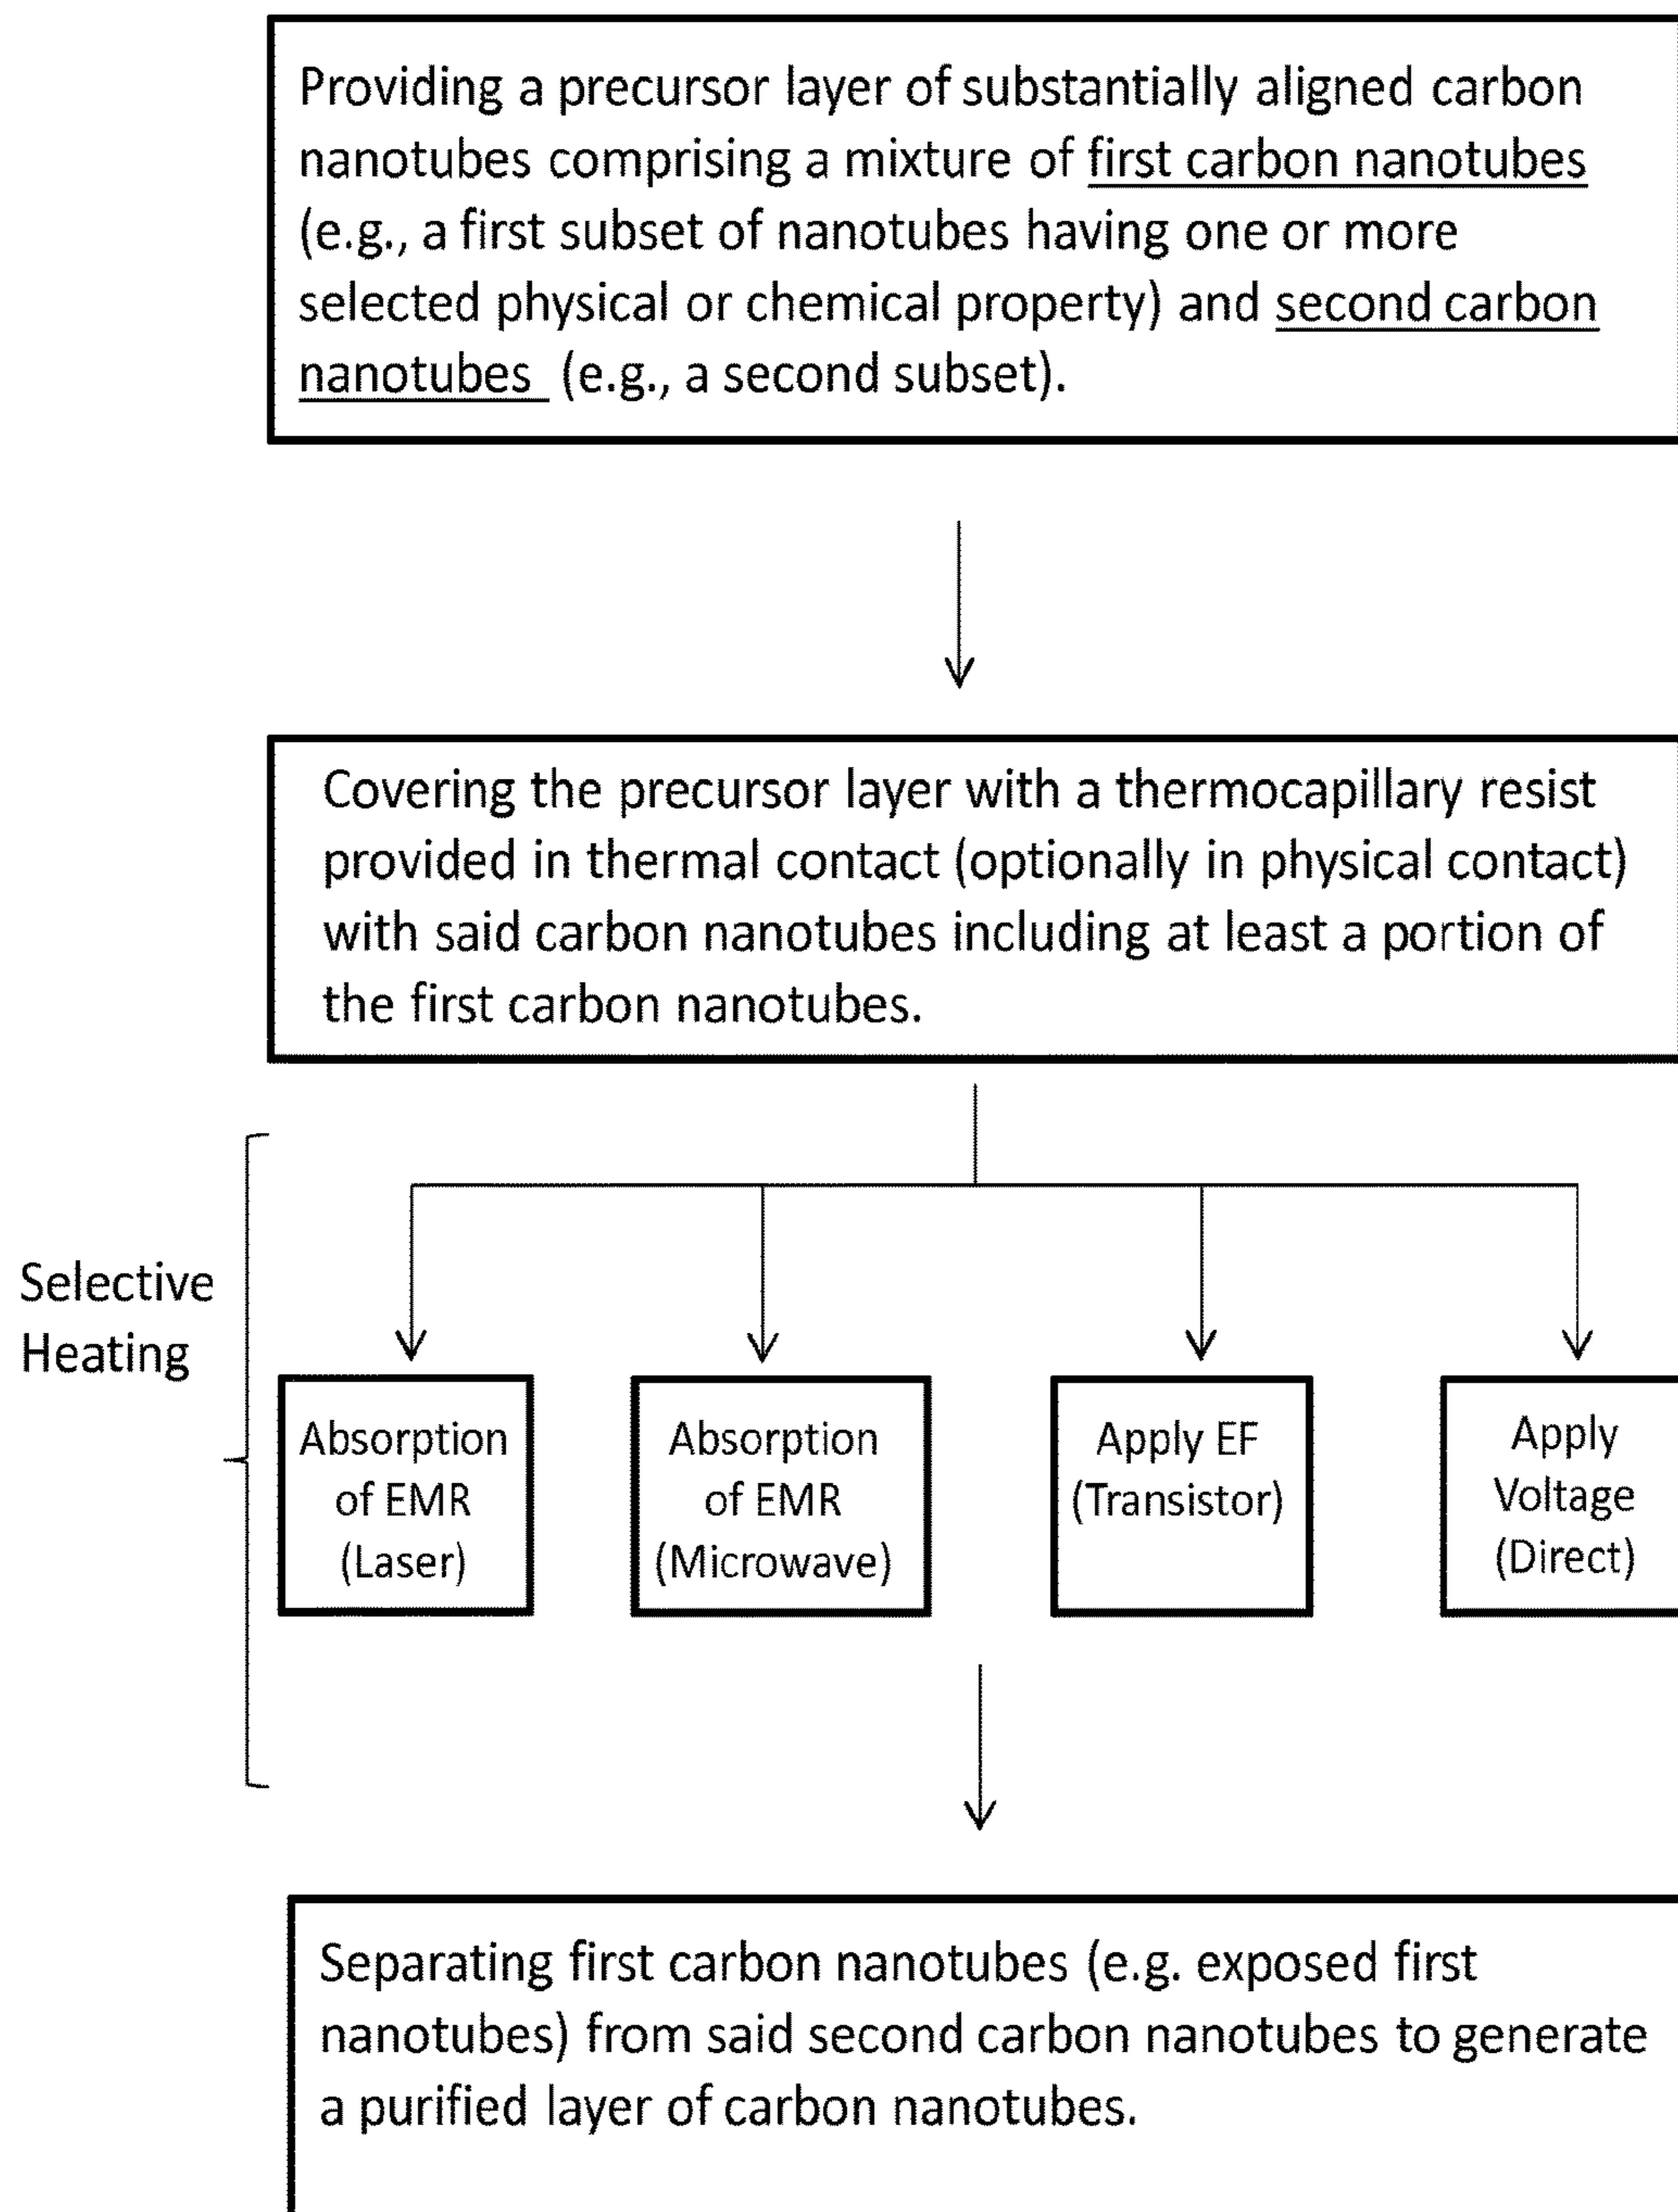 Providing a precursor layer of substantially aligned carbon
nanotubes comprising a mixture of first carbon nanotubes
(e.g., a first subset of nanotubes having one or more
selected physical or chemical property) and second carbon
nanotubes (e.g., a second subset).
Covering the precursor layer with a thermocapillary resist
provided in thermal contact (optionally in physical contact)
with said carbon nanotubes including at least a portion of
the first carbon nanotubes.
Selective
Heating
Absorption
of EMR
(Laser)
Absorption
of EMR
(Microwave)
Apply EF
(Transistor)
Apply
Voltage
(Direct)
Separating first carbon nanotubes (e.g. exposed first
nanotubes) from said second carbon nanotubes to generate
a purified layer of carbon nanotubes.